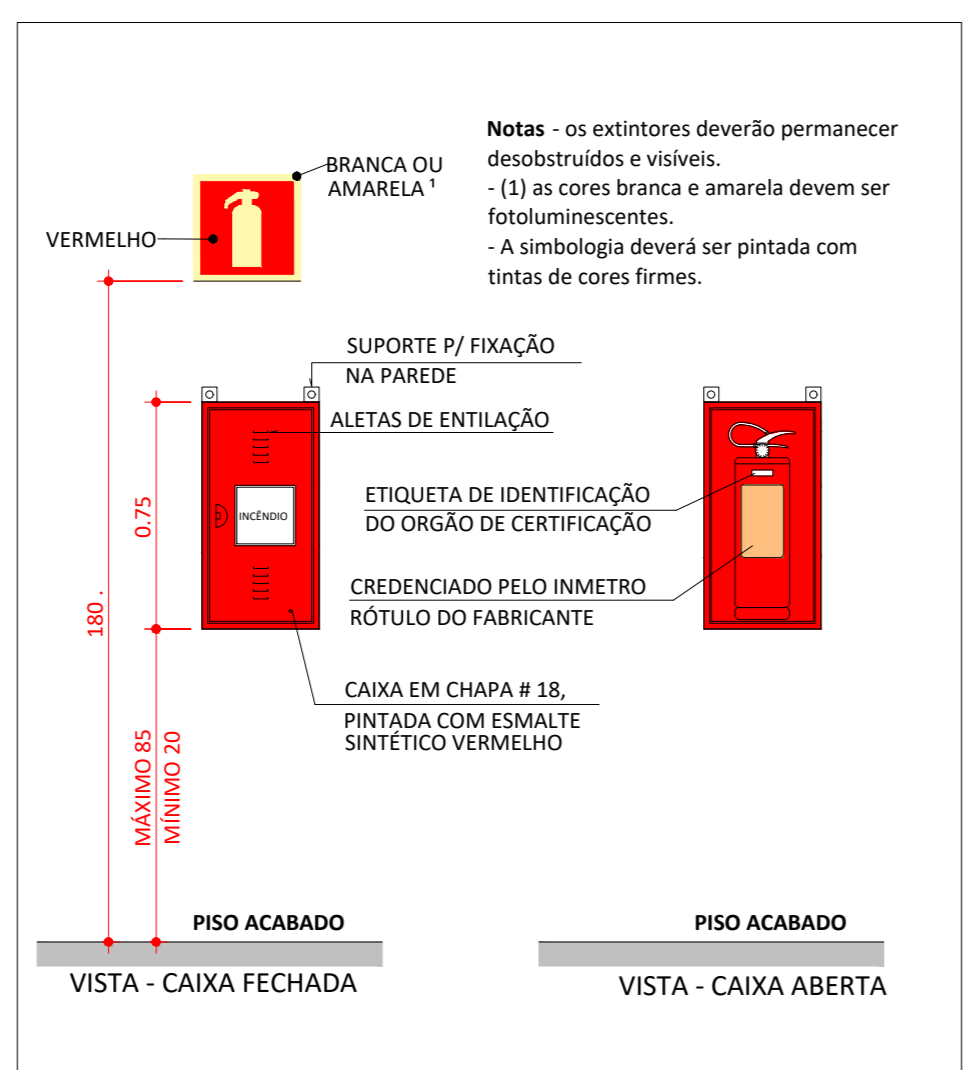 Notas - os extintores deverão permanecer
desobstruídos e visíveis.
- (1) as cores branca e amarela devem ser
fotoluminescentes.
- A simbologia deverá ser pintada com
tintas de cores firmes.
BRANCA OU
AMARELA ¹
VERMELHO
SUPORTE P/ FIXAÇÃO
NA PAREDE
ALETAS DE ENTILAÇÃO
INCÊNDIO
ETIQUETA DE IDENTIFICAÇÃO
DO ORGÃO DE CERTIFICAÇÃO
CREDENCIADO PELO INMETRO
RÓTULO DO FABRICANTE
CAIXA EM CHAPA # 18,
PINTADA COM ESMALTE
SINTÉTICO VERMELHO
180 .
0.75
MÁXIMO 85
MÍNIMO 20
PISO ACABADO
VISTA - CAIXA FECHADA
PISO ACABADO
VISTA - CAIXA ABERTA